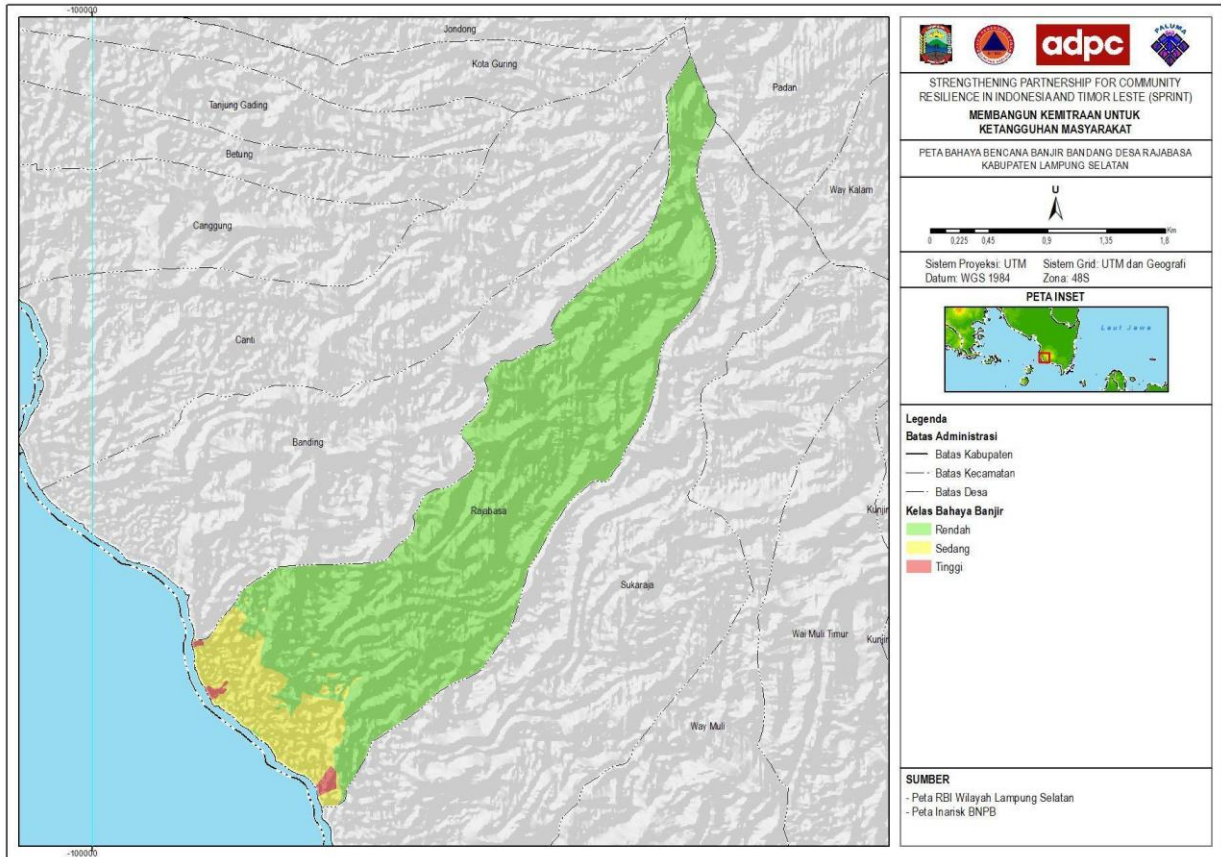 -100000
Jondong
Kota Guring
Padan
Tanjung Gading
Betung
Way Kalam
Canggung
Canti
Banding
Rajabasa
Kunjir
Sukaraja
Wai Muli Timur
Kunjir
Way Muli
-100000
adpc
PALUMA
STRENGTHENING PARTNERSHIP FOR COMMUNITY
RESILIENCE IN INDONESIA AND TIMOR LESTE (SPRINT)
MEMBANGUN KEMITRAAN UNTUK
KETANGGUHAN MASYARAKAT
PETA BAHAYA BENCANA BANJIR BANDANG DESA RAJABASA
KABUPATEN LAMPUNG SELATAN
U
0 0,225 0,45 0,9 1,35 1,8 Km
Sistem Proyeksi: UTM Sistem Grid: UTM dan Geografi
Datum: WGS 1984 Zona: 48S
PETA INSET
Laut Jawa
Legenda
Batas Administrasi
Batas Kabupaten
Batas Kecamatan
Batas Desa
Kelas Bahaya Banjir
Rendah
Sedang
Tinggi
SUMBER
- Peta RBI Wilayah Lampung Selatan
- Peta Inarisk BNPB